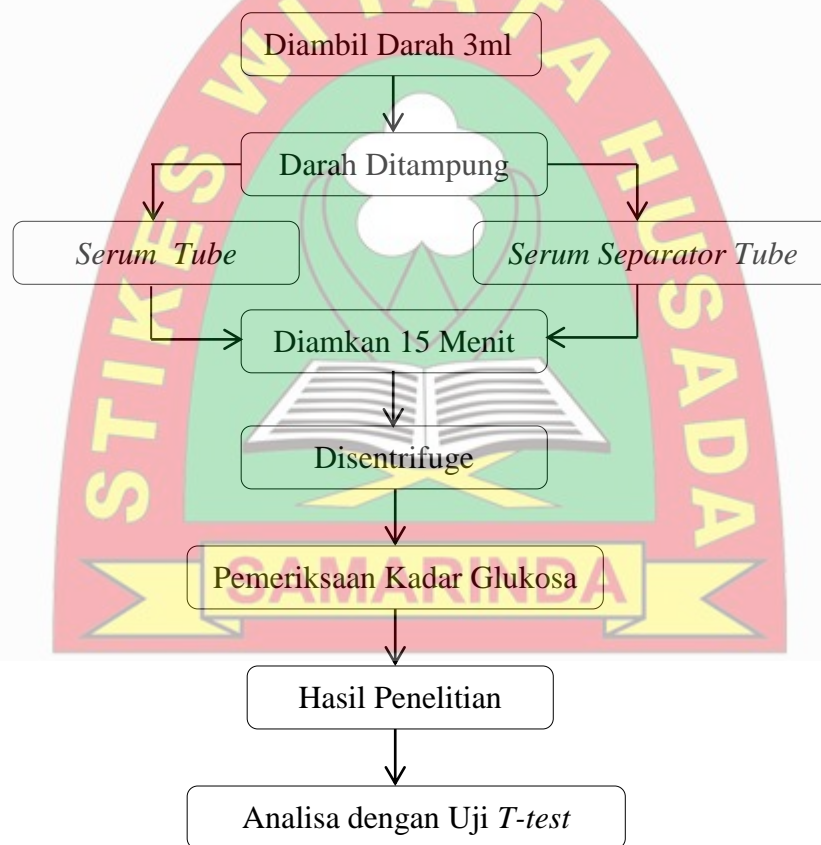 Diambil Darah 3ml
Darah Ditampung
Serum Tube
Serum Separator Tube
Diamkan 15 Menit
Disentrifuge
Pemeriksaan Kadar Glukosa
Hasil Penelitian
Analisa dengan Uji T-test
STIKES WIYATA HUSADA
SAMARINDA